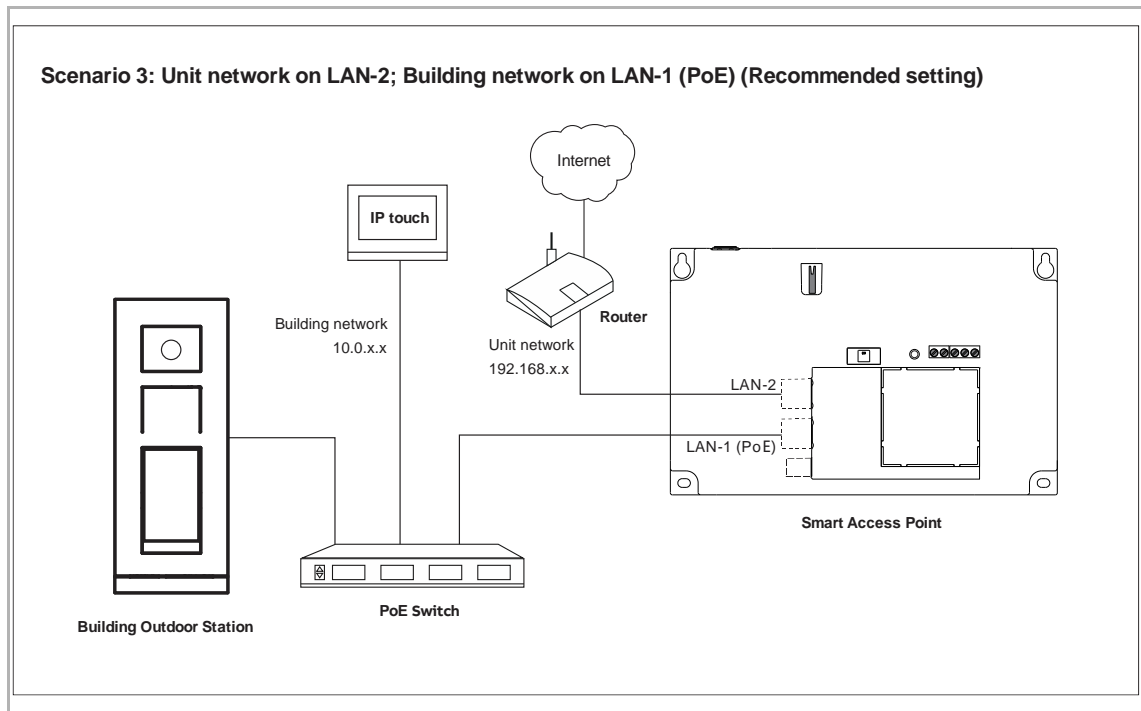 Scenario 3: Unit network on LAN-2; Building network on LAN-1 (PoE) (Recommended setting)
Internet
IP touch
Router
Building network
10.0.x.x
Unit network
192.168.x.x
LAN-2
LAN-1 (PoE)
Smart Access Point
PoE Switch
Building Outdoor Station